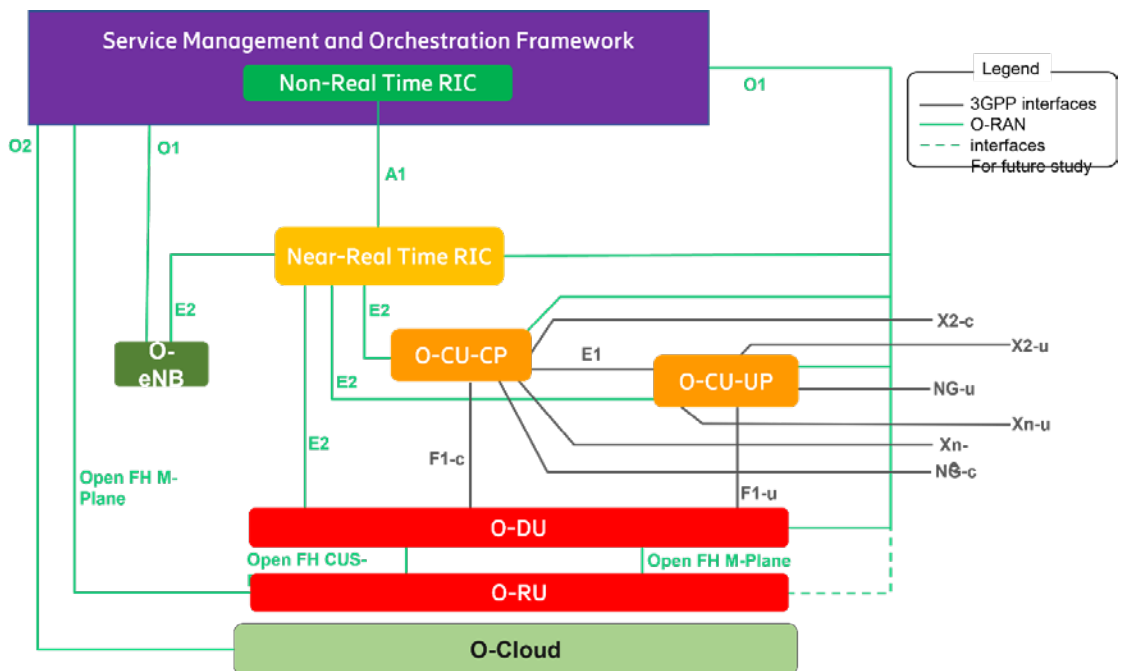 Service Management and Orchestration Framework
Non-Real Time RIC
O1
Legend
3GPP interfaces
O-RAN
interfaces
For future study
O2
O1
A1
Near-Real Time RIC
E2
E2
X2-c
O-
eNB
O-CU-CP
E1
X2-u
E2
O-CU-UP
NG-u
Xn-u
E2
Xn-
F1-c
NG-c
Open FH M-
Plane
F1-u
O-DU
Open FH CUS-
Open FH M-Plane
O-RU
O-Cloud